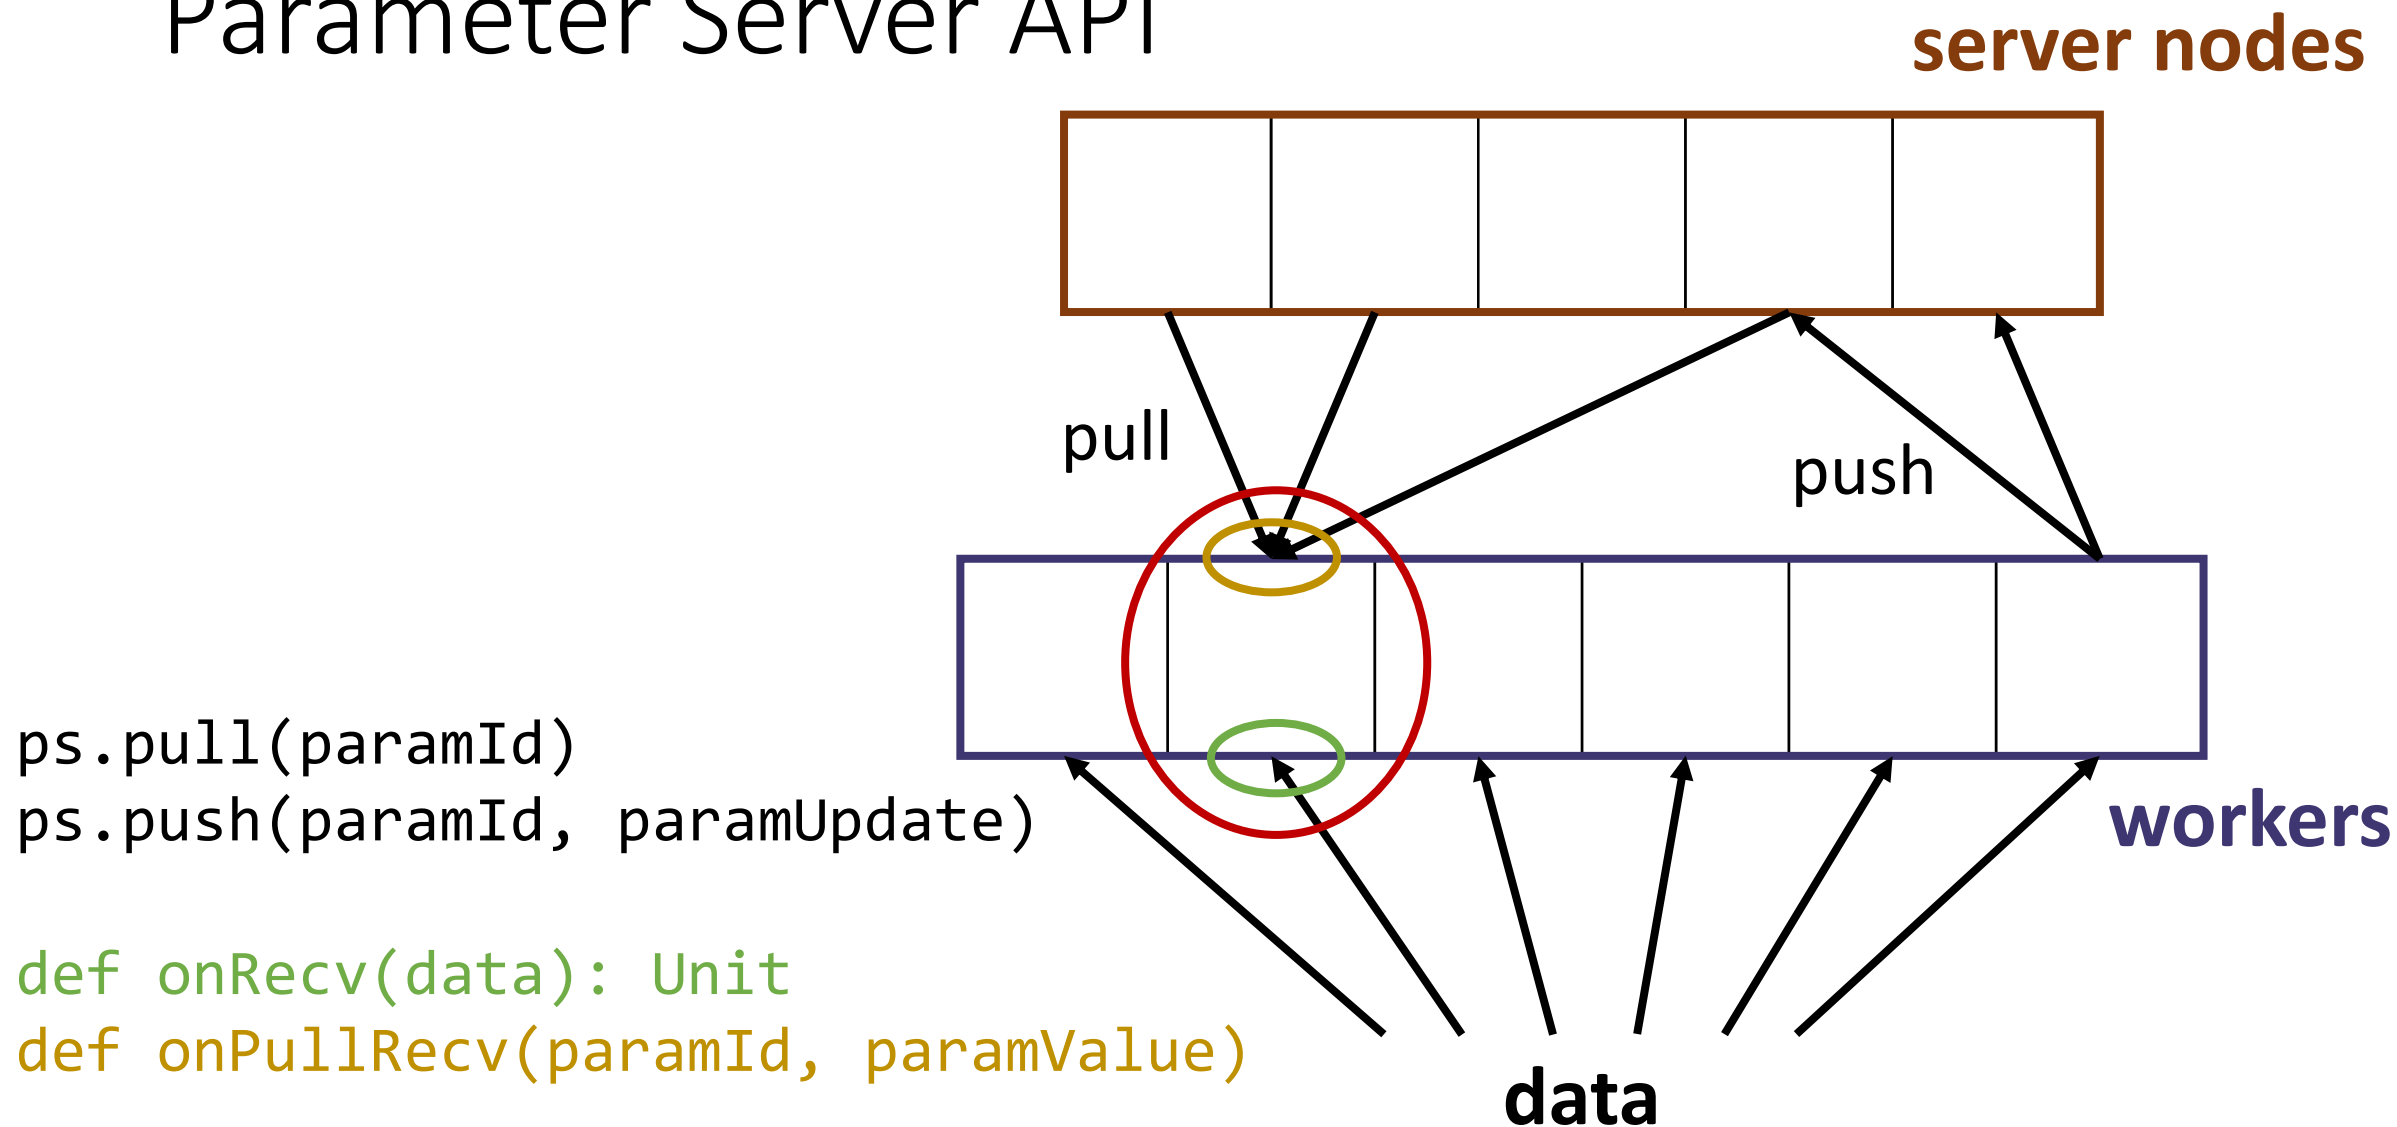 Parameter Server API
server nodes
pull
push
ps.pull(paramId)
ps.push(paramId, paramUpdate)
workers
def onRecv(data): Unit
def onPullRecv(paramId, paramValue)
data